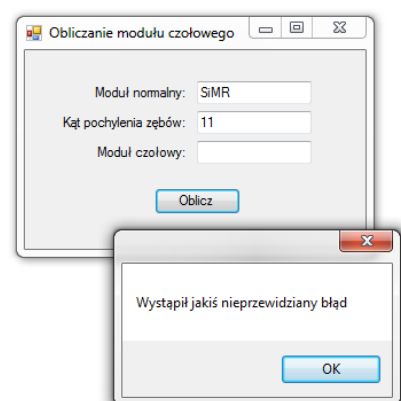 Obliczanie modułu czołowego
Moduł normalny: SiMR
Kąt pochylenia zębów: 11
Moduł czołowy:
Oblicz
Wystąpił jakiś nieprzewidziany błąd
OK